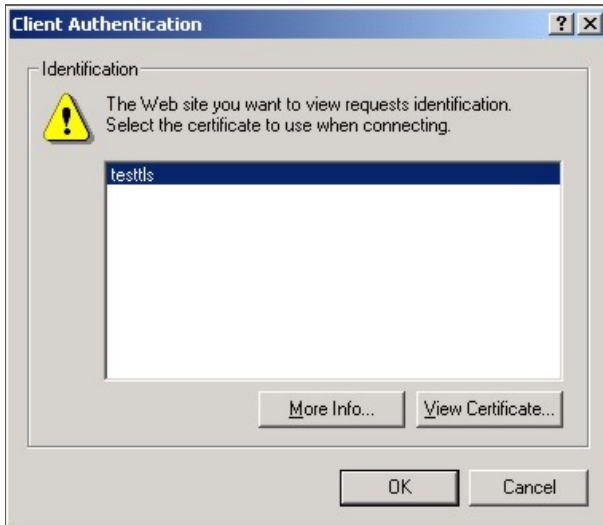 Client Authentication
Identification
The Web site you want to view requests identification.
Select the certificate to use when connecting.
testtls
More Info... View Certificate...
OK Cancel